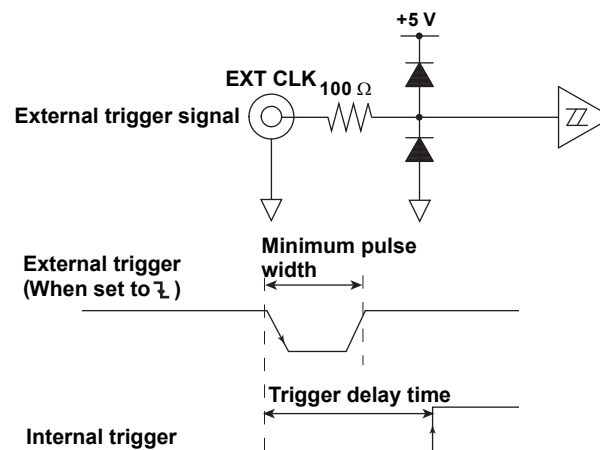 +5 V
EXT CLK
100 Ω
External trigger signal
Minimum pulse
width
External trigger
(When set to )
Trigger delay time
Internal trigger